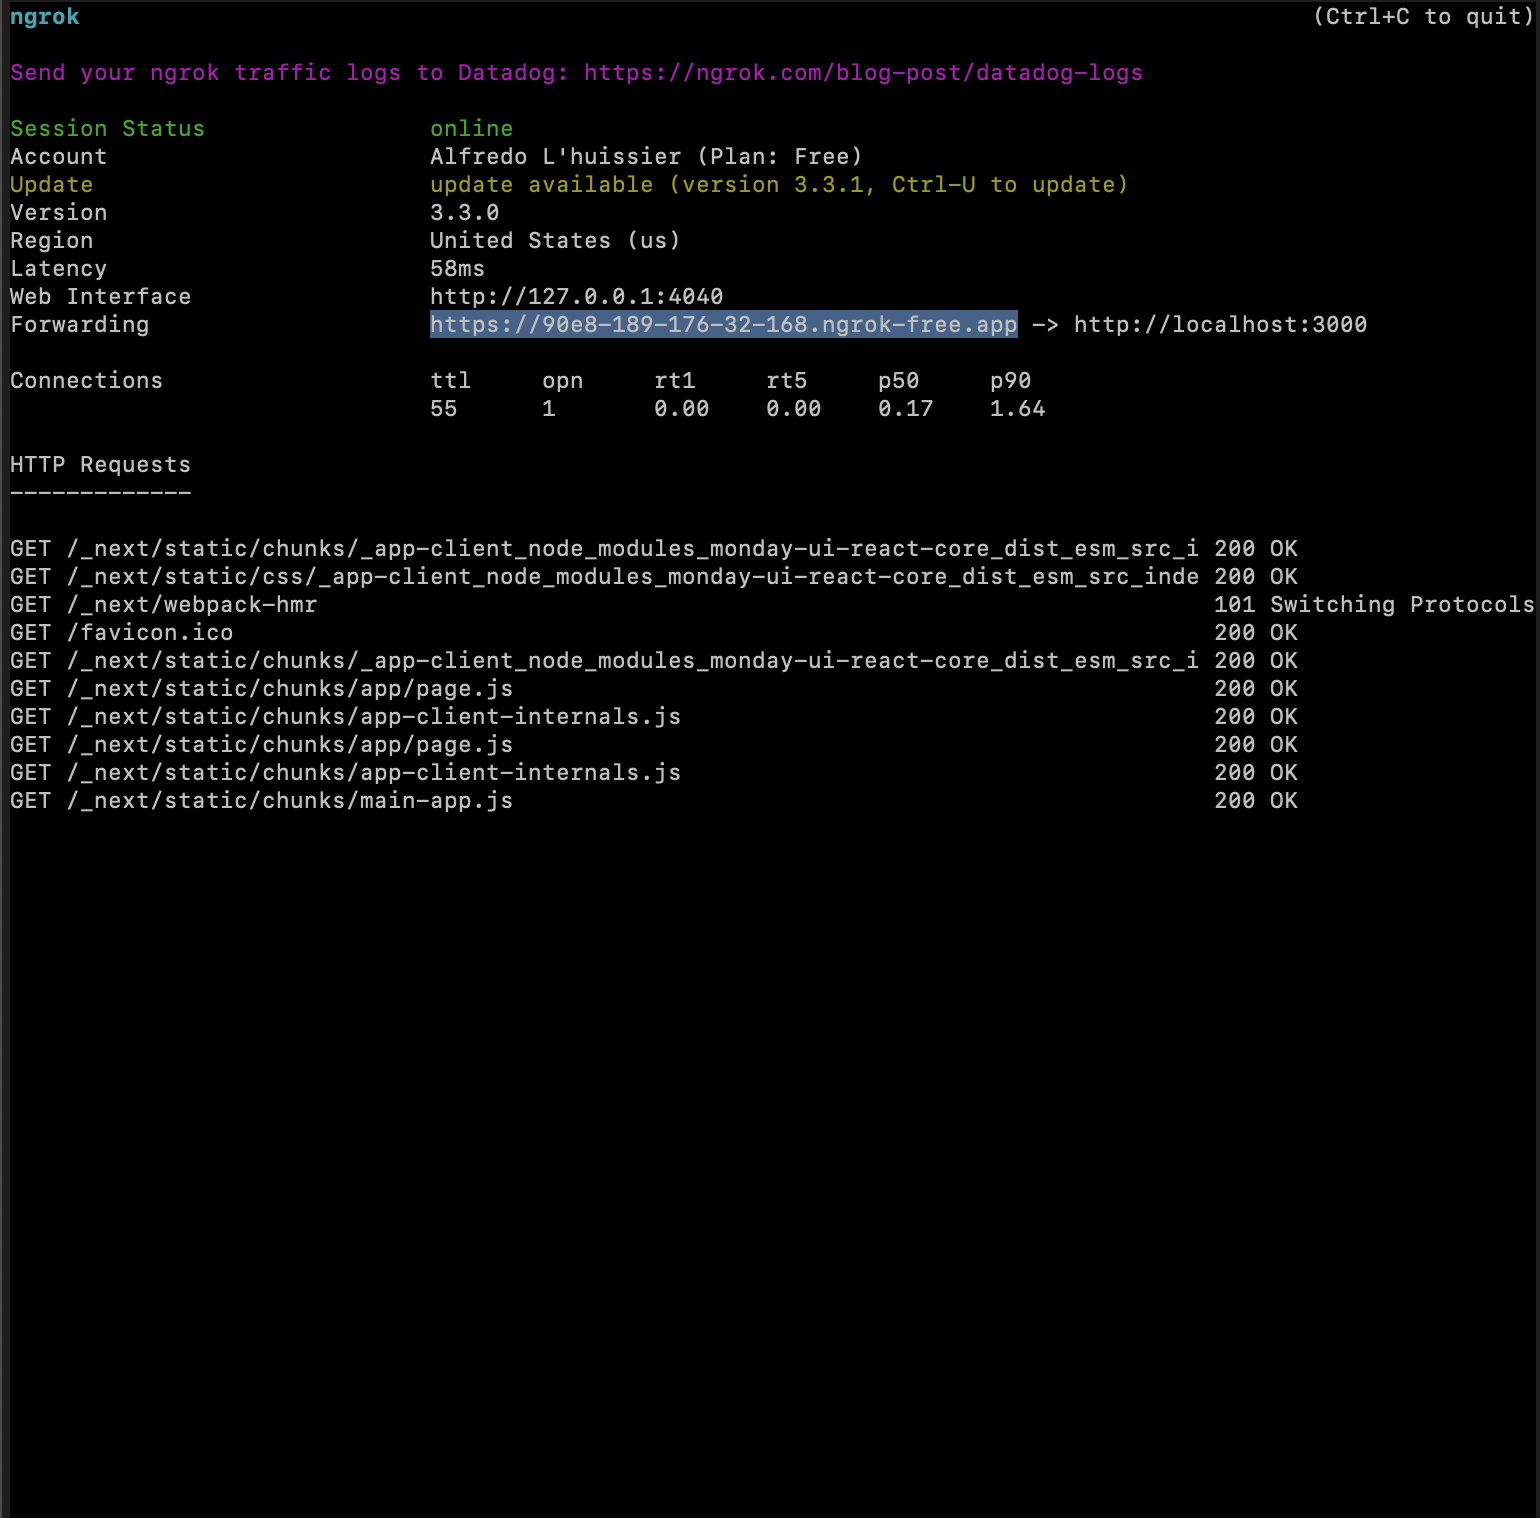 ngrok (Ctrl+C to quit)
Send your ngrok traffic logs to Datadog: https://ngrok.com/blog-post/datadog-logs
Session Status online
Account Alfredo L'huissier (Plan: Free)
Update update available (version 3.3.1, Ctrl-U to update)
Version 3.3.0
Region United States (us)
Latency 58ms
Web Interface http://127.0.0.1:4040
Forwarding https://90e8-189-176-32-168.ngrok-free.app -> http://localhost:3000
Connections ttl opn rt1 rt5 p50 p90
55 1 0.00 0.00 0.17 1.64
HTTP Requests
-------------
GET /_next/static/chunks/_app-client_node_modules_monday-ui-react-core_dist_esm_src_i 200 OK
GET /_next/static/css/_app-client_node_modules_monday-ui-react-core_dist_esm_src_inde 200 OK
GET /_next/webpack-hmr 101 Switching Protocols
GET /favicon.ico 200 OK
GET /_next/static/chunks/_app-client_node_modules_monday-ui-react-core_dist_esm_src_i 200 OK
GET /_next/static/chunks/app/page.js 200 OK
GET /_next/static/chunks/app-client-internals.js 200 OK
GET /_next/static/chunks/app/page.js 200 OK
GET /_next/static/chunks/app-client-internals.js 200 OK
GET /_next/static/chunks/main-app.js 200 OK